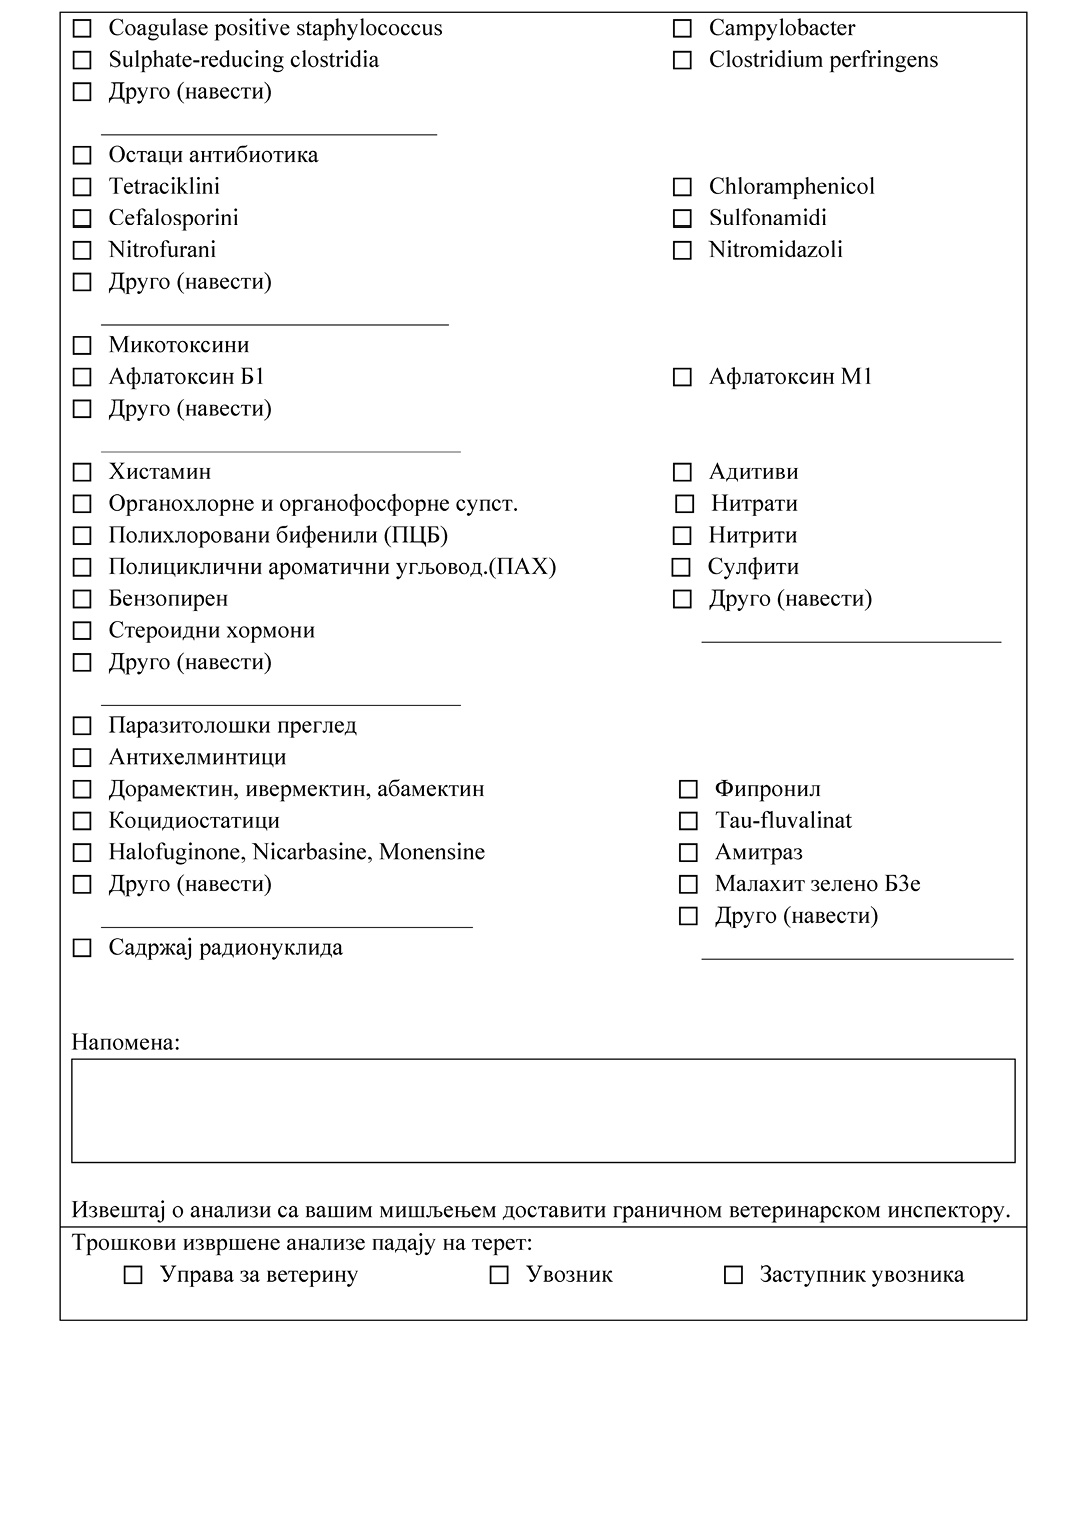 ☐ Coagulase positive staphylococcus ☐ Campylobacter
☐ Sulphate-reducing clostridia ☐ Clostridium perfringens
☐ Друго (навести)
☐ Остаци антибиотика
☐ Tetraciklini ☐ Chloramphenicol
☐ Cefalosporini ☐ Sulfonamidi
☐ Nitrofurani ☐ Nitromidazoli
☐ Друго (навести)
☐ Микотоксини
☐ Афлатоксин Б1 ☐ Афлатоксин М1
☐ Друго (навести)
☐ Хистамин ☐ Адитиви
☐ Органохлорне и органофосфорне супст. ☐ Нитрати
☐ Полихлоровани бифенили (ПЦБ) ☐ Нитрити
☐ Полициклични ароматични угљовод.(ПАХ) ☐ Сулфити
☐ Бензопирен ☐ Друго (навести)
☐ Стероидни хормони
☐ Друго (навести)
☐ Паразитолошки преглед
☐ Антихелминтици
☐ Дорамектин, ивермектин, абамектин ☐ Фипронил
☐ Коцидиостатици ☐ Tau-fluvalinat
☐ Halofuginone, Nicarbasine, Monensine ☐ Амитраз
☐ Друго (навести) ☐ Малахит зелено Б3е
☐ Друго (навести)
☐ Садржај радионуклида
Напомена:
Извештај о анализи са вашим мишљењем доставити граничном ветеринарском инспектору.
Трошкови извршене анализе падају на терет:
☐ Управа за ветерину ☐ Увозник ☐ Заступник увозника